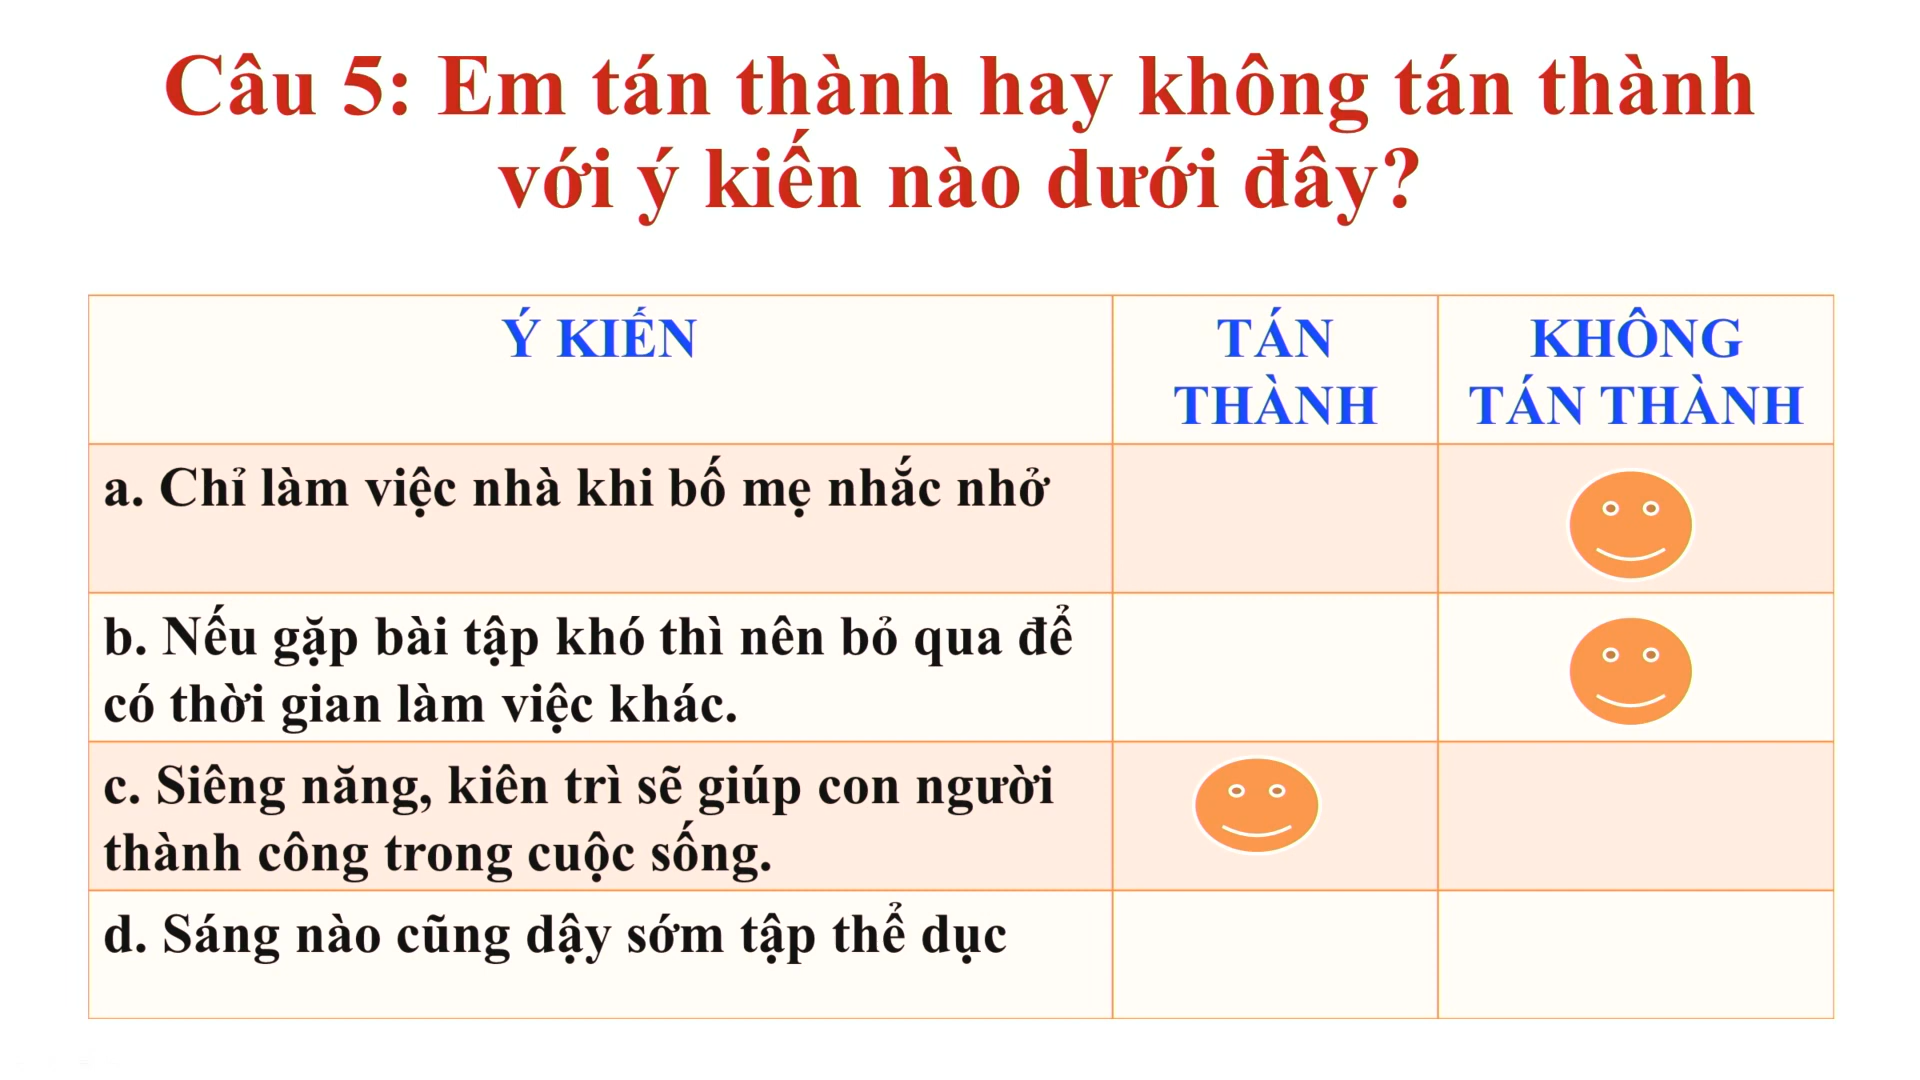 Câu 5: Em tán thành hay không tán thành
với ý kiến nào dưới đây?
Ý KIẾN
TÁN
THÀNH
KHÔNG
TÁN THÀNH
a. Chỉ làm việc nhà khi bố mẹ nhắc nhở
b. Nếu gặp bài tập khó thì nên bỏ qua để
có thời gian làm việc khác.
c. Siêng năng, kiên trì sẽ giúp con người
thành công trong cuộc sống.
d. Sáng nào cũng dậy sớm tập thể dục